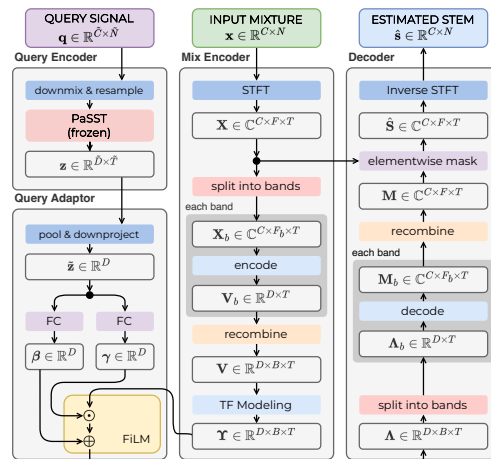 QUERY SIGNAL
𝐪 ∈ ℝ^{Ĉ×N̂}
Query Encoder
downmix & resample
PaSST
(frozen)
𝐳 ∈ ℝ^{D̂×T̂}
Query Adaptor
pool & downproject
𝐳̃ ∈ ℝ^D
FC
FC
𝜷 ∈ ℝ^D
𝜸 ∈ ℝ^D
⊙
⊕
FiLM
INPUT MIXTURE
𝐱 ∈ ℝ^{C×N}
Mix Encoder
STFT
𝐗 ∈ ℂ^{C×F×T}
split into bands
each band
𝐗_b ∈ ℂ^{C×F_b×T}
encode
𝐕_b ∈ ℝ^{D×T}
recombine
𝐕 ∈ ℝ^{D×B×T}
TF Modeling
𝚼 ∈ ℝ^{D×B×T}
ESTIMATED STEM
𝐬̂ ∈ ℝ^{C×N}
Decoder
Inverse STFT
𝐒̂ ∈ ℂ^{C×F×T}
elementwise mask
𝐌 ∈ ℂ^{C×F×T}
recombine
each band
𝐌_b ∈ ℂ^{C×F_b×T}
decode
𝚲_b ∈ ℝ^{D×T}
split into bands
𝚲 ∈ ℝ^{D×B×T}